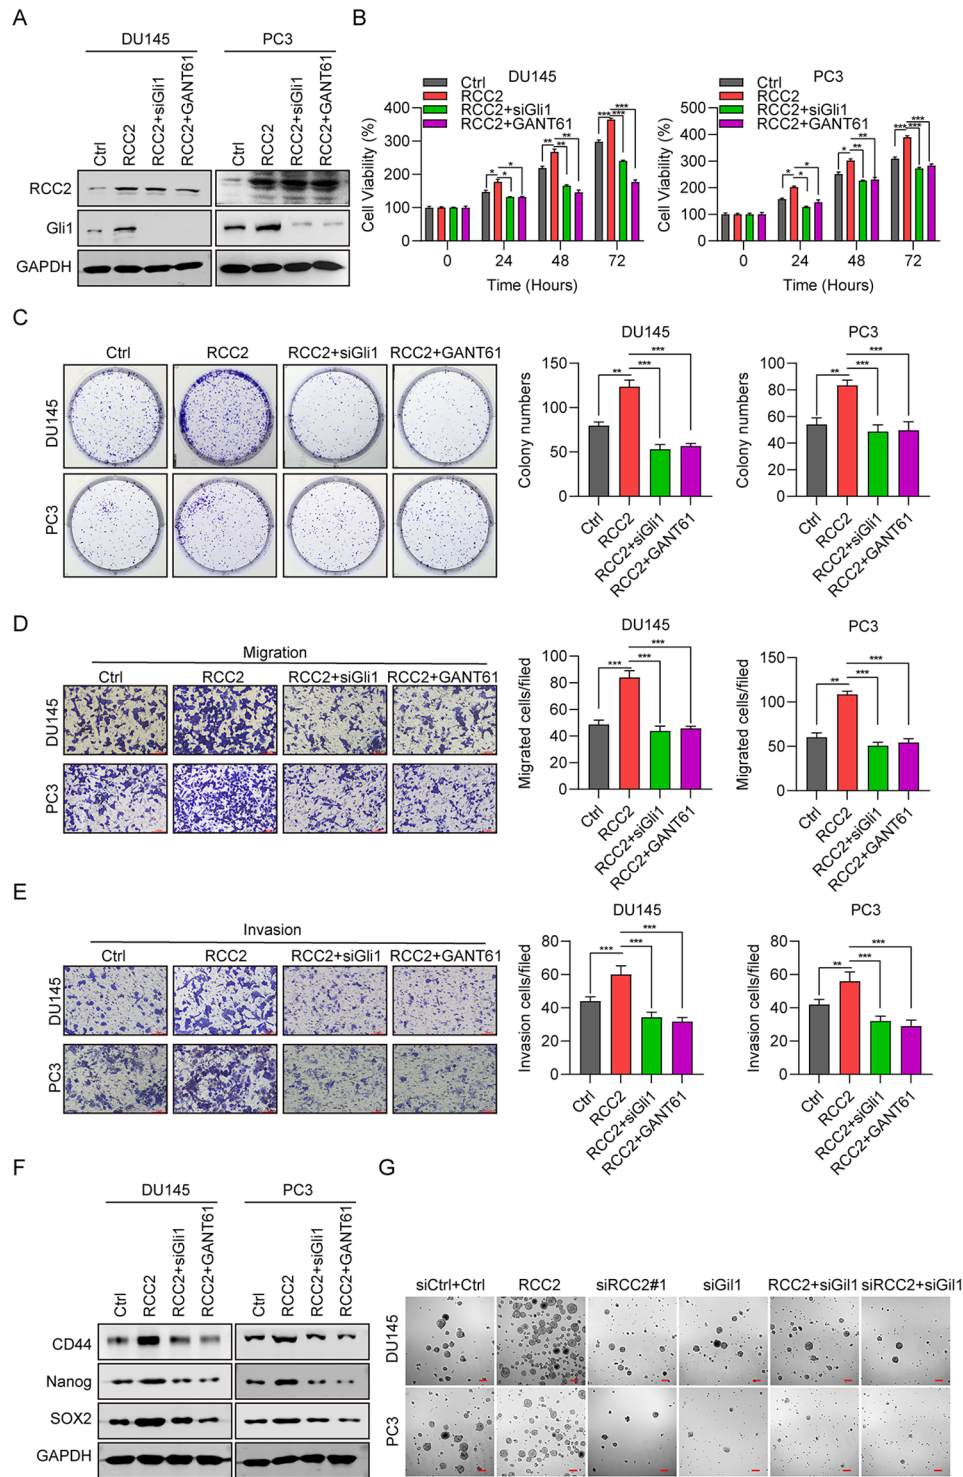 A
DU145 PC3
Ctrl RCC2 RCC2+siGli1 RCC2+GANT61 Ctrl RCC2 RCC2+siGli1 RCC2+GANT61
RCC2
Gli1
GAPDH
B
DU145
Ctrl
RCC2
RCC2+siGli1
RCC2+GANT61
Cell Viability (%)
400
300
200
100
0
* * *
** ** **
*** *** ***
0 24 48 72
Time (Hours)
PC3
Ctrl
RCC2
RCC2+siGli1
RCC2+GANT61
Cell Viability (%)
500
400
300
200
100
0
* * *
* ** **
*** *** ***
0 24 48 72
Time (Hours)
C
Ctrl RCC2 RCC2+siGli1 RCC2+GANT61
DU145
PC3
DU145
Colony numbers
150
100
50
0
** *** ***
Ctrl RCC2 RCC2+siGli1 RCC2+GANT61
PC3
Colony numbers
100
80
60
40
20
0
** *** ***
Ctrl RCC2 RCC2+siGli1 RCC2+GANT61
D
Migration
Ctrl RCC2 RCC2+siGli1 RCC2+GANT61
DU145
PC3
DU145
Migrated cells/filed
100
80
60
40
20
0
*** *** ***
Ctrl RCC2 RCC2+siGli1 RCC2+GANT61
PC3
Migrated cells/filed
150
100
50
0
** *** ***
Ctrl RCC2 RCC2+siGli1 RCC2+GANT61
E
Invasion
Ctrl RCC2 RCC2+siGli1 RCC2+GANT61
DU145
PC3
DU145
Invasion cells/filed
80
60
40
20
0
*** *** ***
Ctrl RCC2 RCC2+siGli1 RCC2+GANT61
PC3
Invasion cells/filed
80
60
40
20
0
** *** ***
Ctrl RCC2 RCC2+siGli1 RCC2+GANT61
F
DU145 PC3
Ctrl RCC2 RCC2+siGli1 RCC2+GANT61 Ctrl RCC2 RCC2+siGli1 RCC2+GANT61
CD44
Nanog
SOX2
GAPDH
G
siCtrl+Ctrl RCC2 siRCC2#1 siGil1 RCC2+siGil1 siRCC2+siGil1
DU145
PC3